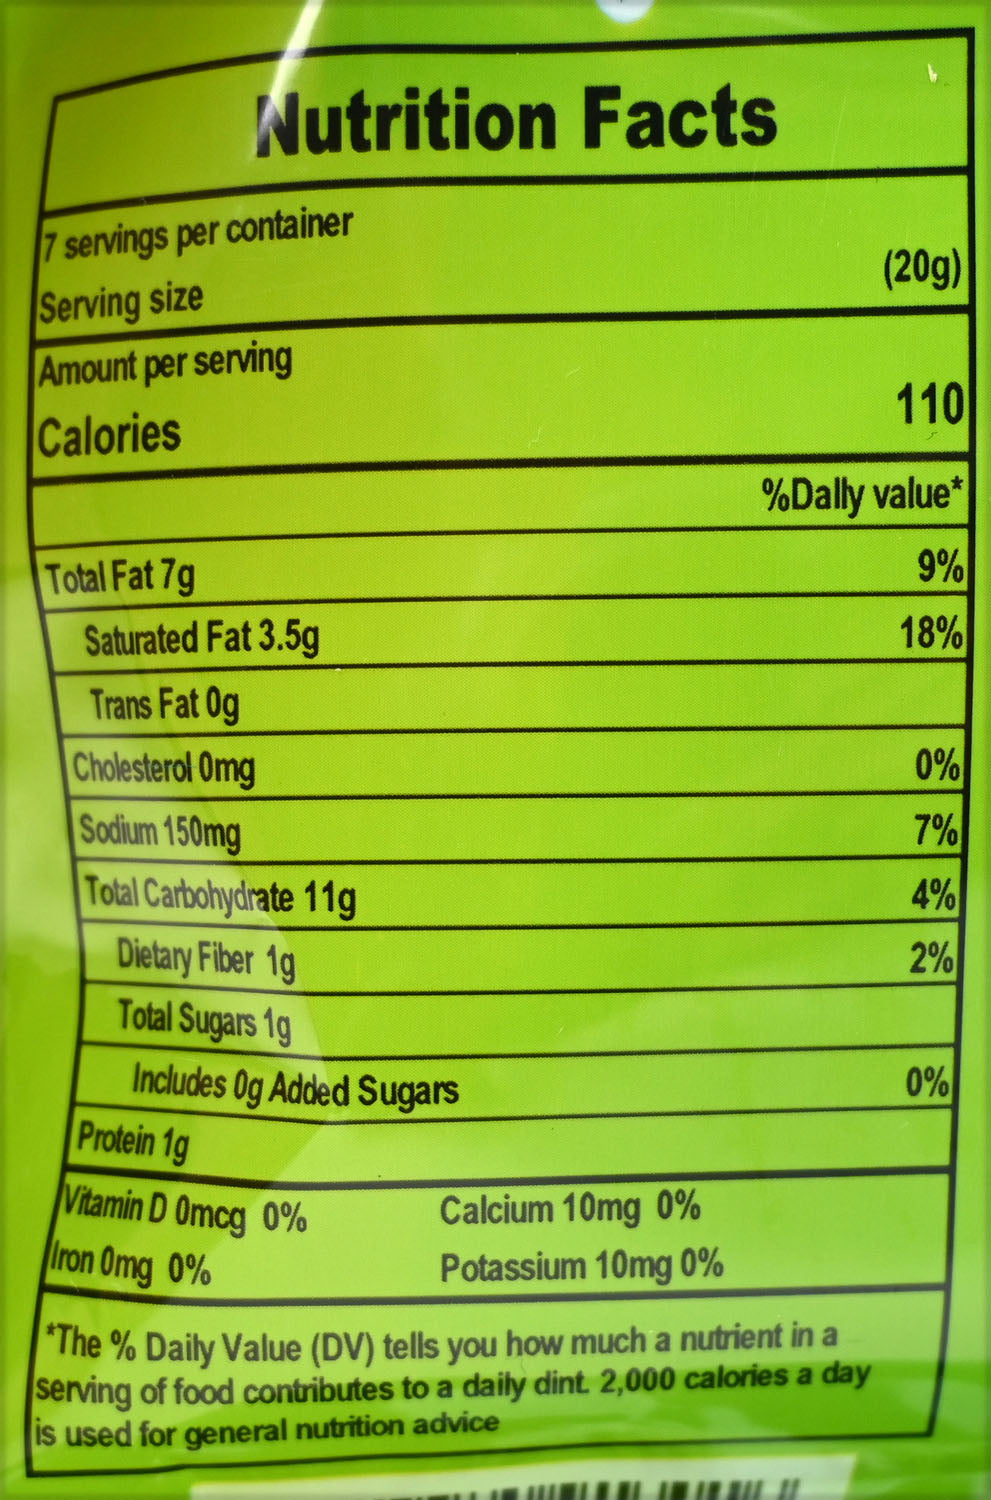 Nutrition Facts
7 servings per container
Serving size (20g)
Amount per serving
Calories 110
%Dally value*
Total Fat 7g 9%
Saturated Fat 3.5g 18%
Trans Fat 0g
Cholesterol 0mg 0%
Sodium 150mg 7%
Total Carbohydrate 11g 4%
Dietary Fiber 1g 2%
Total Sugars 1g
Includes 0g Added Sugars 0%
Protein 1g
Vitamin D 0mcg 0% Calcium 10mg 0%
Iron 0mg 0% Potassium 10mg 0%
*The % Daily Value (DV) tells you how much a nutrient in a
serving of food contributes to a daily dint. 2,000 calories a day
is used for general nutrition advice